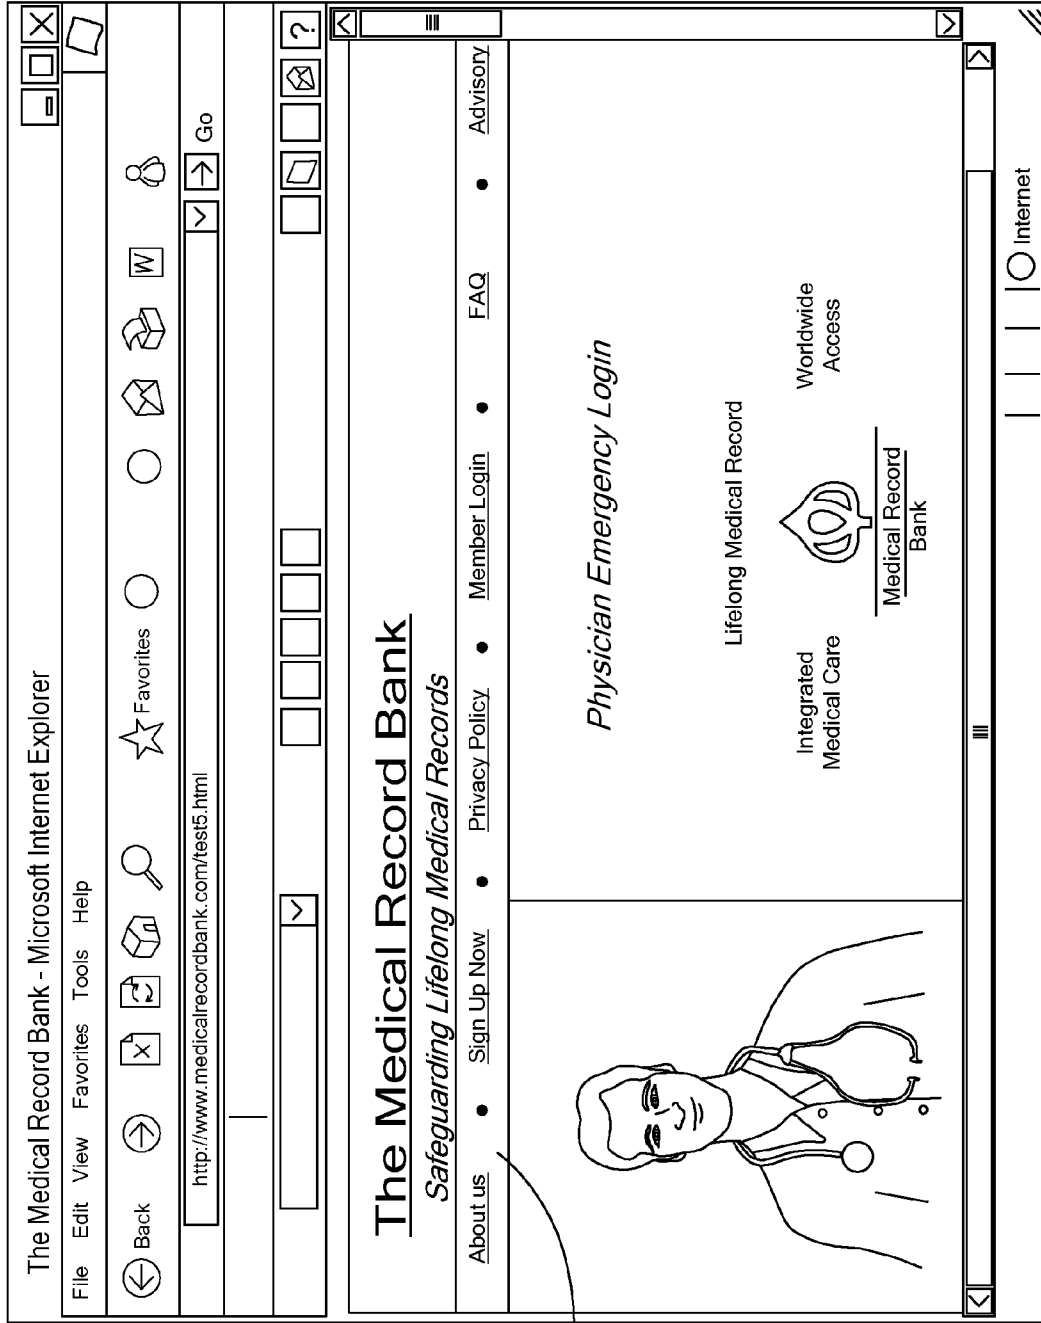 The Medical Record Bank - Microsoft Internet Explorer
File Edit View Favorites Tools Help
Back Favorites W
http://www.medicalrecordbank.com/test5.html Go
?
The Medical Record Bank
Safeguarding Lifelong Medical Records
About us • Sign Up Now • Privacy Policy • Member Login • FAQ • Advisory
Physician Emergency Login
Lifelong Medical Record
Integrated
Medical Care
Worldwide
Access
Medical Record
Bank
Internet